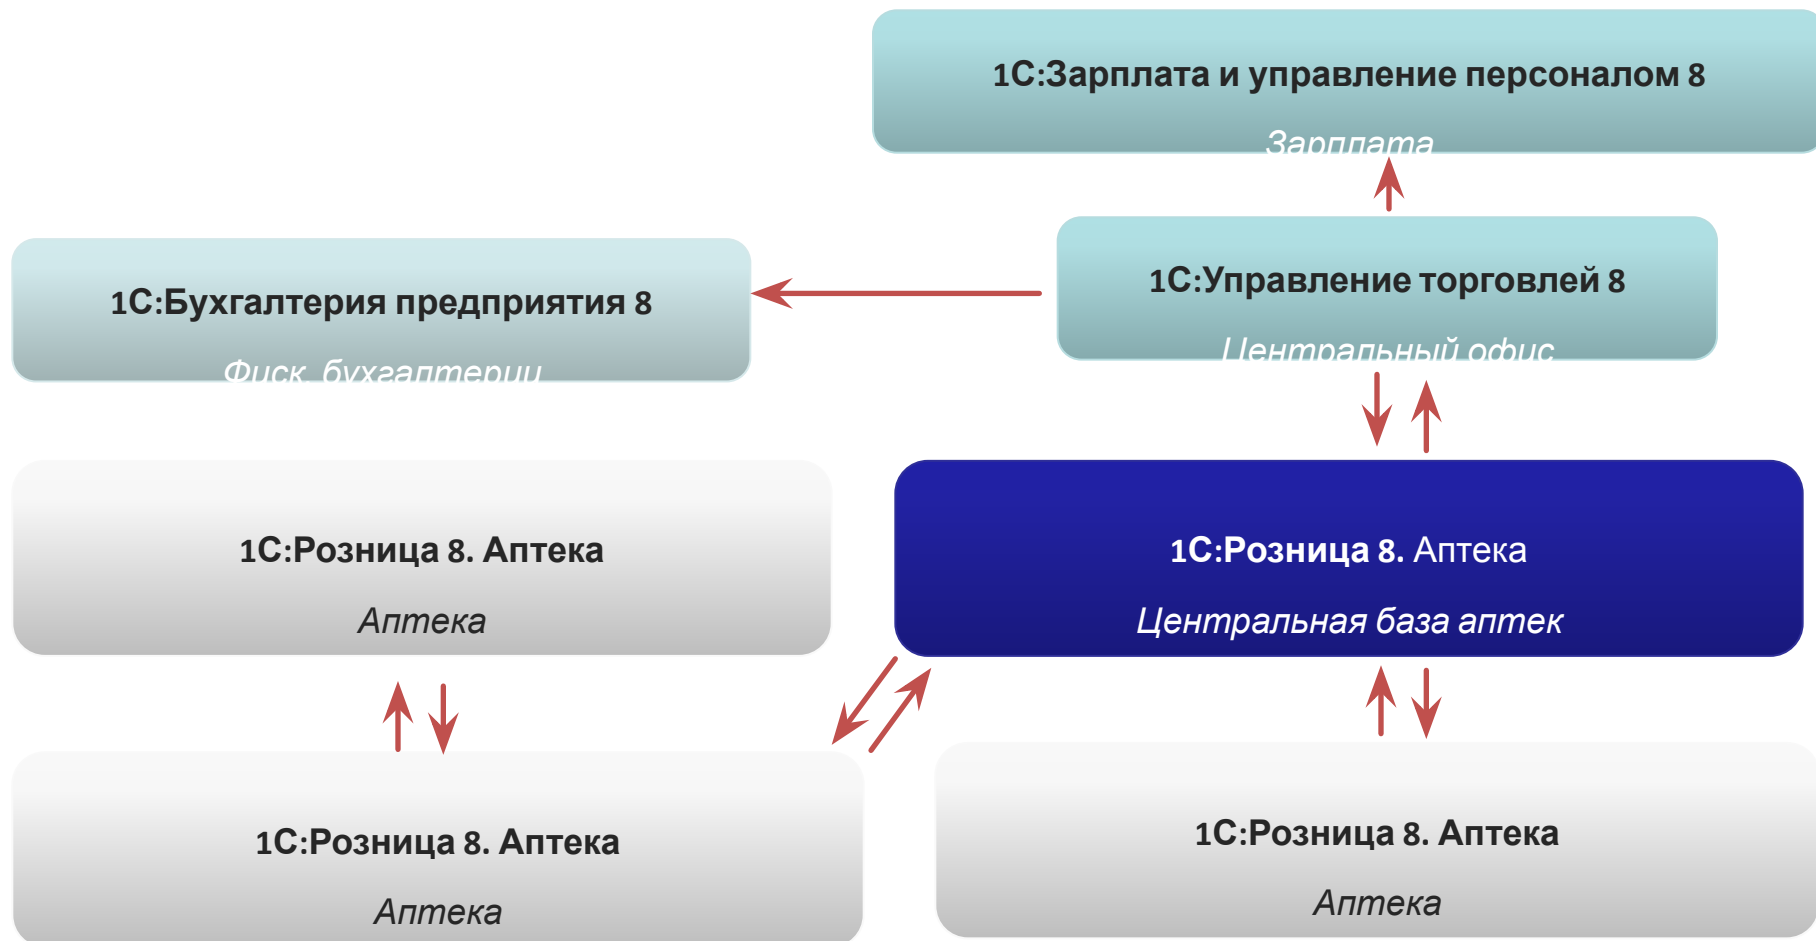 1С:Зарплата и управление персоналом 8
Зарплата
1С:Управление торговлей 8
Центральный офис
1С:Бухгалтерия предприятия 8
Фиск. бухгалтерии
1С:Розница 8. Аптека
Аптека
1С:Розница 8. Аптека
Центральная база аптек
1С:Розница 8. Аптека
Аптека
1С:Розница 8. Аптека
Аптека